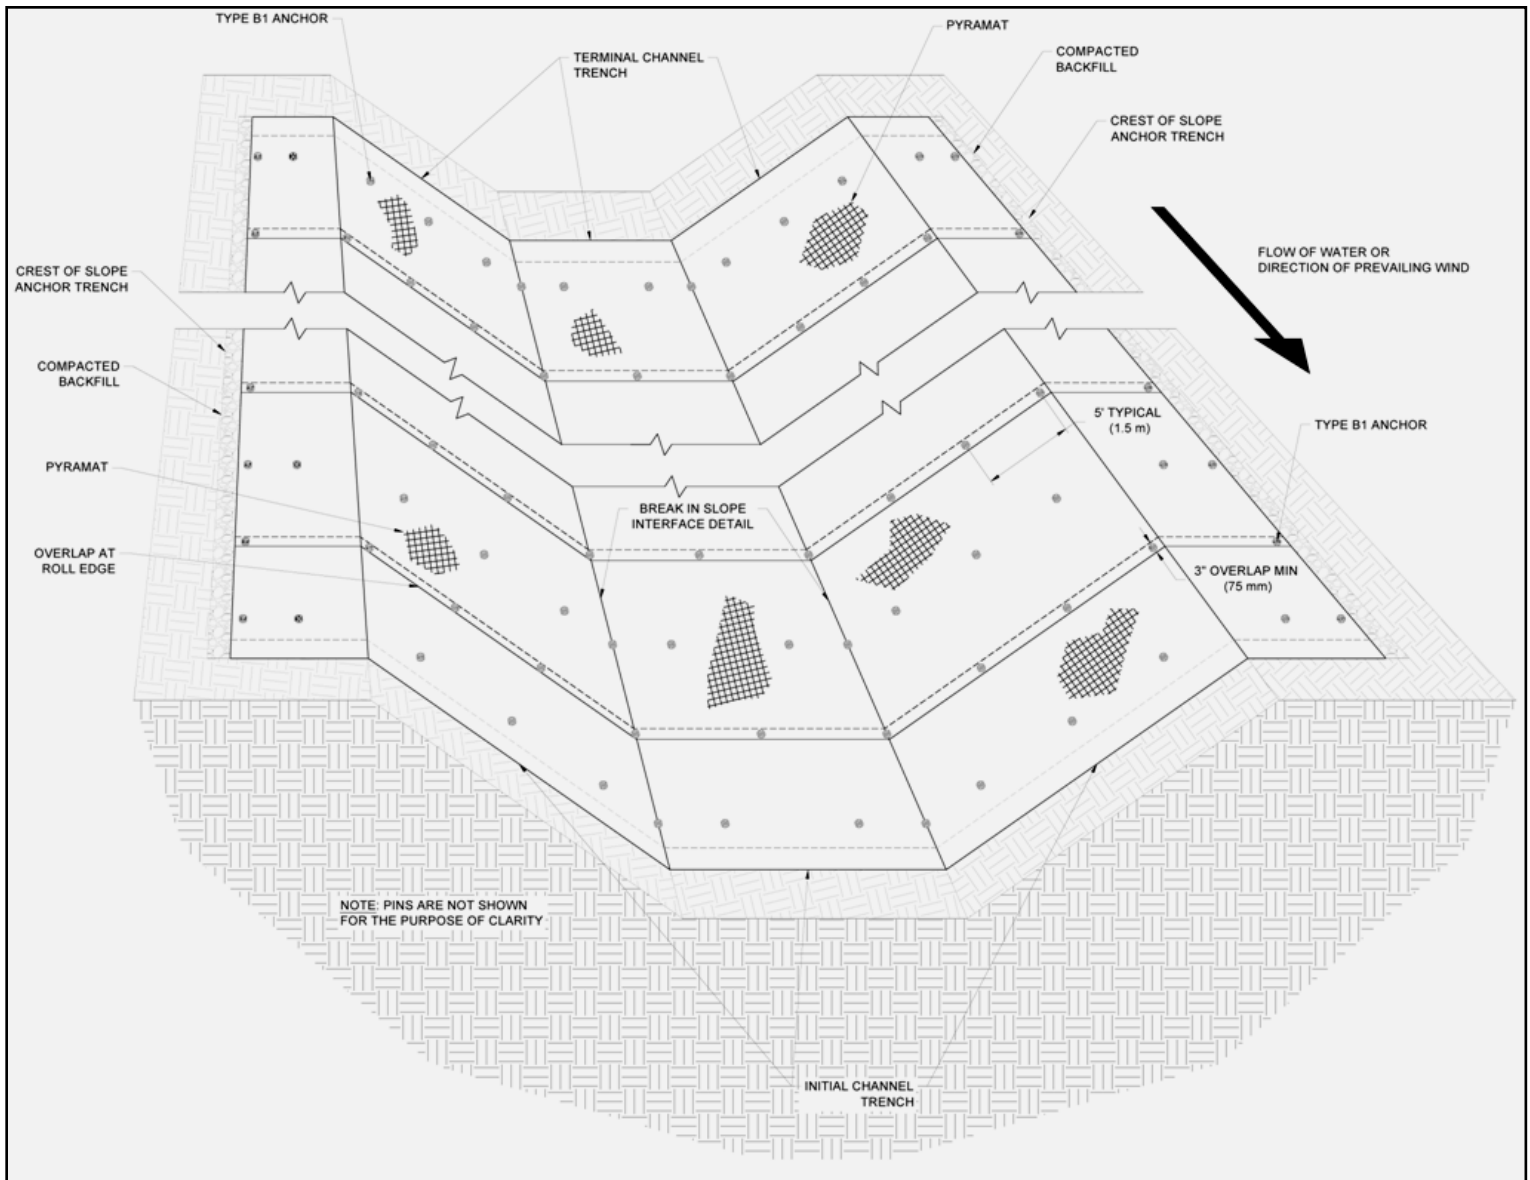 TYPE B1 ANCHOR
PYRAMAT
TERMINAL CHANNEL
TRENCH
COMPACTED
BACKFILL
CREST OF SLOPE
ANCHOR TRENCH
FLOW OF WATER OR
DIRECTION OF PREVAILING WIND
CREST OF SLOPE
ANCHOR TRENCH
COMPACTED
BACKFILL
5' TYPICAL
(1.5 m)
TYPE B1 ANCHOR
PYRAMAT
BREAK IN SLOPE
INTERFACE DETAIL
OVERLAP AT
ROLL EDGE
3" OVERLAP MIN
(75 mm)
NOTE: PINS ARE NOT SHOWN
FOR THE PURPOSE OF CLARITY
INITIAL CHANNEL
TRENCH